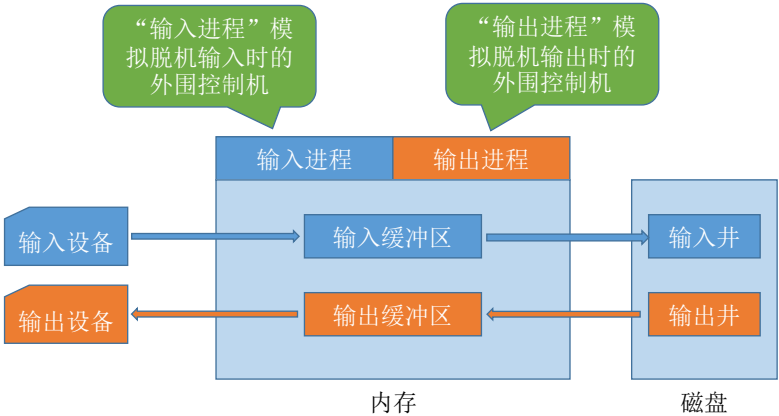 “输入进程”模
拟脱机输入时的
外围控制机
“输出进程”模
拟脱机输出时的
外围控制机
输入进程
输出进程
输入设备
输入缓冲区
输入井
输出设备
输出缓冲区
输出井
内存
磁盘